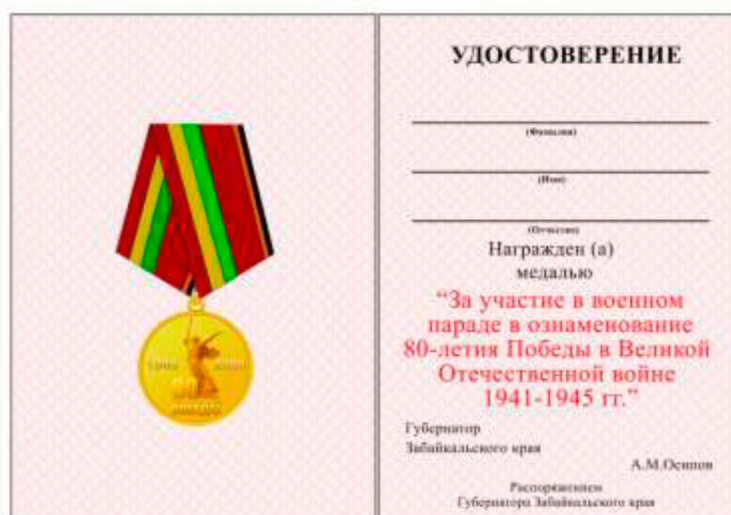 УДОСТОВЕРЕНИЕ
(Фамилия)
(Имя)
(Отчество)
Награжден (а)
медалью
“За участие в военном
параде в ознаменование
80-летия Победы в Великой
Отечественной войне
1941-1945 гг.”
Губернатор
Забайкальского края
А.М.Осипов
Распоряжением
Губернатора Забайкальского края